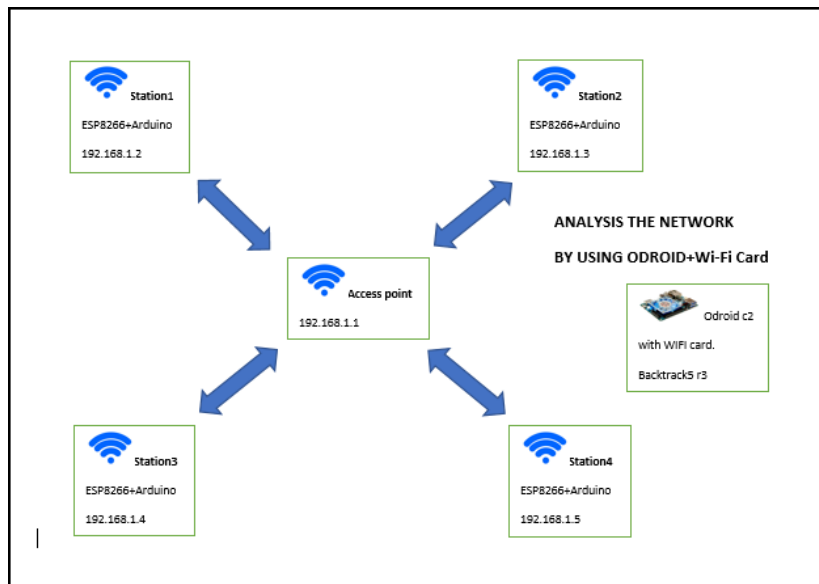 Station1
ESP8266+Arduino
192.168.1.2
Station2
ESP8266+Arduino
192.168.1.3
ANALYSIS THE NETWORK
BY USING ODROID+Wi-Fi Card
Access point
192.168.1.1
Odroid c2
with WIFI card.
Backtrack5 r3
Station3
ESP8266+Arduino
192.168.1.4
Station4
ESP8266+Arduino
192.168.1.5